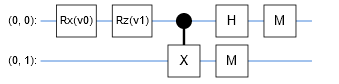 (0, 0): Rx(v0) Rz(v1) H M
(0, 1): X M